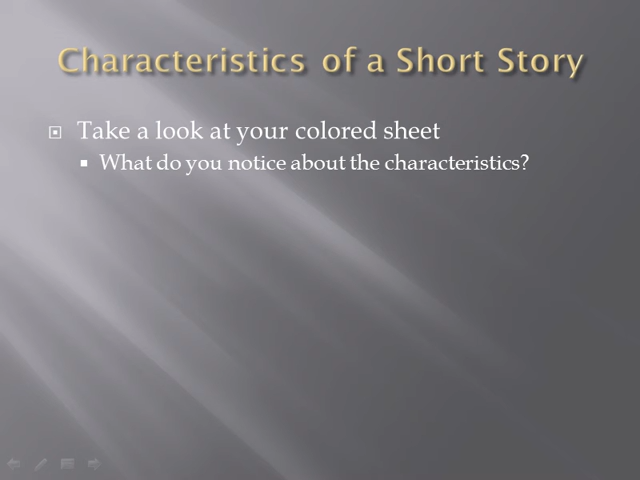 Characteristics of a Short Story
Take a look at your colored sheet
What do you notice about the characteristics?